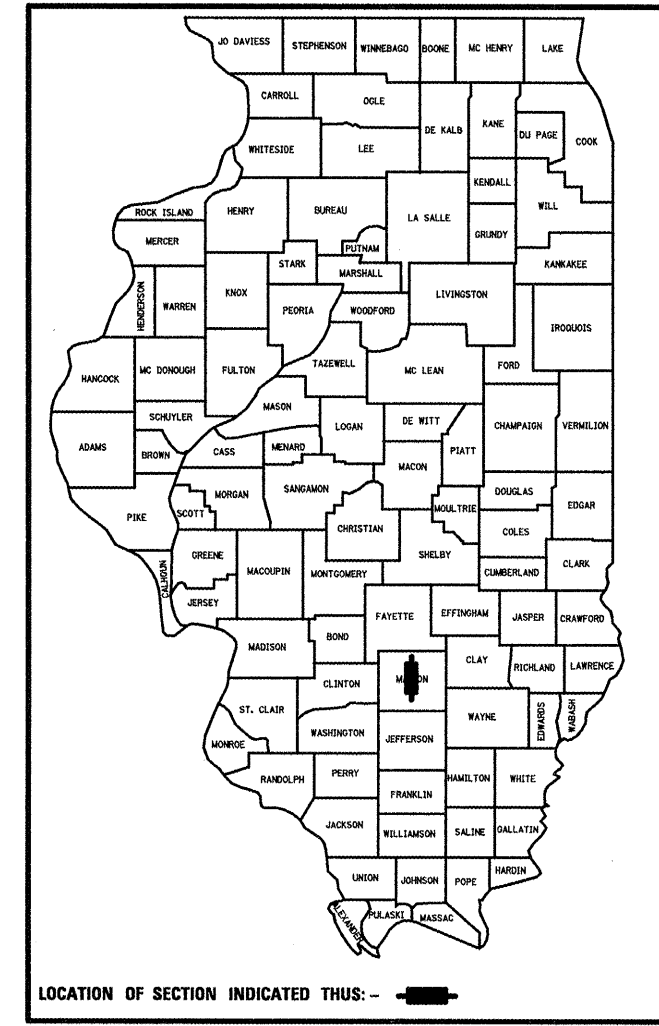 JO DAVIESS STEPHENSON WINNEBAGO BOONE MC HENRY LAKE
CARROLL OGLE DE KALB KANE DU PAGE COOK
WHITESIDE LEE KENDALL WILL
ROCK ISLAND HENRY BUREAU LA SALLE GRUNDY
MERCER PUTNAM KANKAKEE
STARK MARSHALL
HENDERSON WARREN KNOX PEORIA WOODFORD LIVINGSTON IROQUOIS
HANCOCK MC DONOUGH FULTON TAZEWELL MC LEAN FORD
SCHUYLER MASON LOGAN DE WITT CHAMPAIGN VERMILION
ADAMS BROWN CASS MENARD MACON PIATT
PIKE SCOTT MORGAN SANGAMON CHRISTIAN MOULTRIE DOUGLAS EDGAR
COLES
CALHOUN GREENE MACOUPIN MONTGOMERY SHELBY CUMBERLAND CLARK
JERSEY FAYETTE EFFINGHAM JASPER CRAWFORD
MADISON BOND CLAY RICHLAND LAWRENCE
CLINTON
ST. CLAIR WASHINGTON JEFFERSON WAYNE EDWARDS WABASH
MONROE
RANDOLPH PERRY FRANKLIN HAMILTON WHITE
JACKSON WILLIAMSON SALINE GALLATIN
UNION JOHNSON POPE HARDIN
ALEXANDER PULASKI MASSAC
LOCATION OF SECTION INDICATED THUS: -